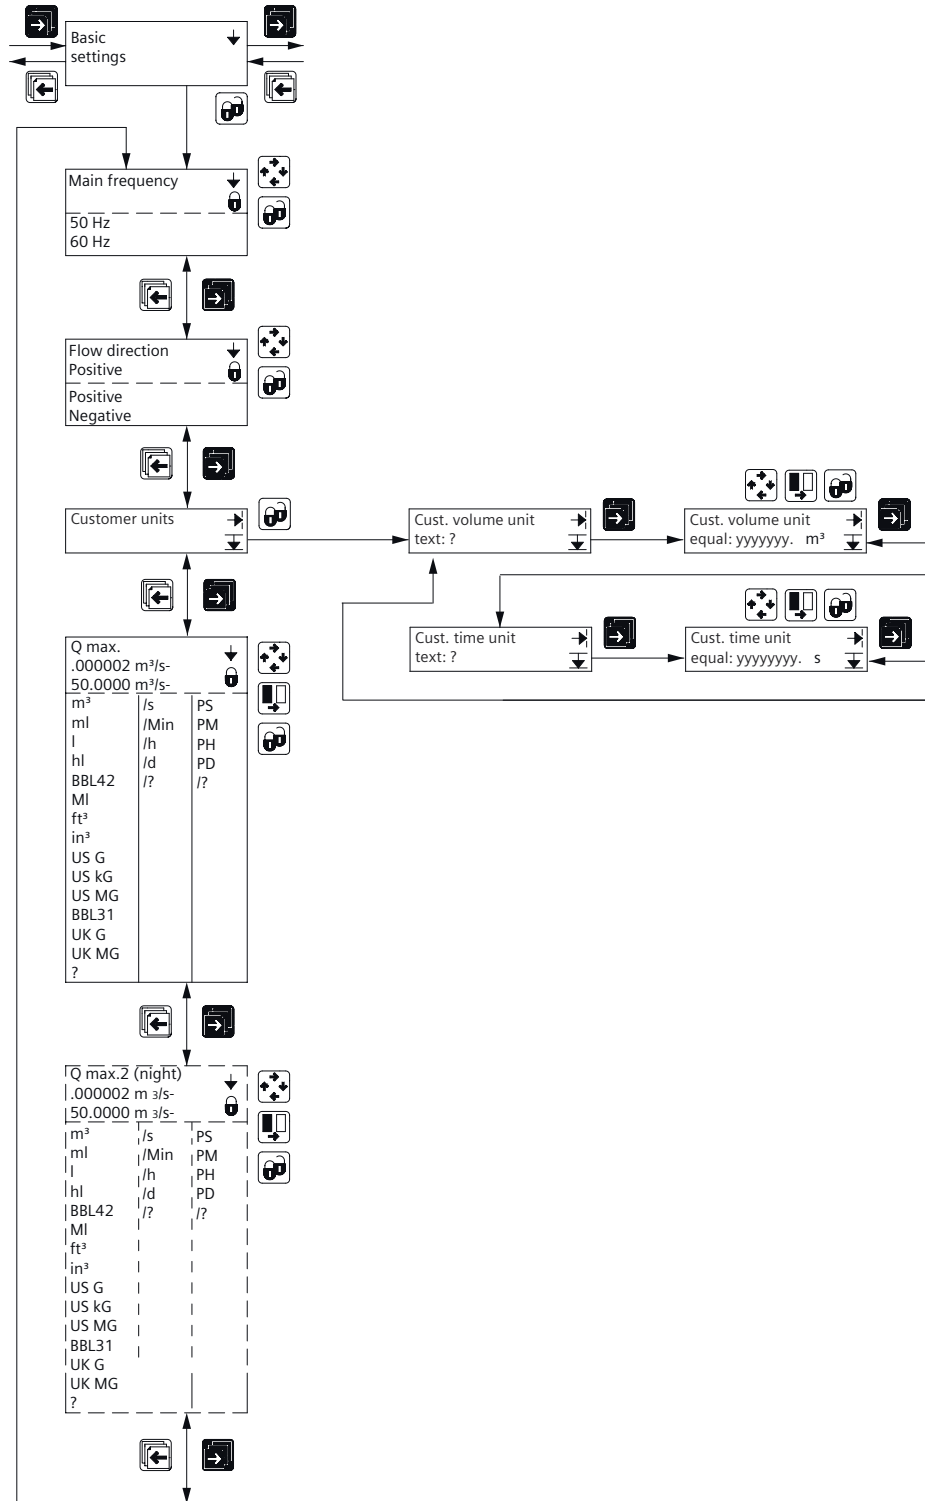 Basic
settings
Main frequency
50 Hz
60 Hz
Flow direction
Positive
Positive
Negative
Customer units
Cust. volume unit
text: ?
Cust. volume unit
equal: yyyyyyy. m³
Cust. time unit
text: ?
Cust. time unit
equal: yyyyyyyy. s
Q max.
.000002 m³/s-
50.0000 m³/s-
m³ /s PS
ml /Min PM
l /h PH
hl /d PD
BBL42 /? /?
Ml
ft³
in³
US G
US kG
US MG
BBL31
UK G
UK MG
?
Q max.2 (night)
.000002 m 3/s-
50.0000 m 3/s-
m³ /s PS
ml /Min PM
l /h PH
hl /d PD
BBL42 /? /?
Ml
ft³
in³
US G
US kG
US MG
BBL31
UK G
UK MG
?